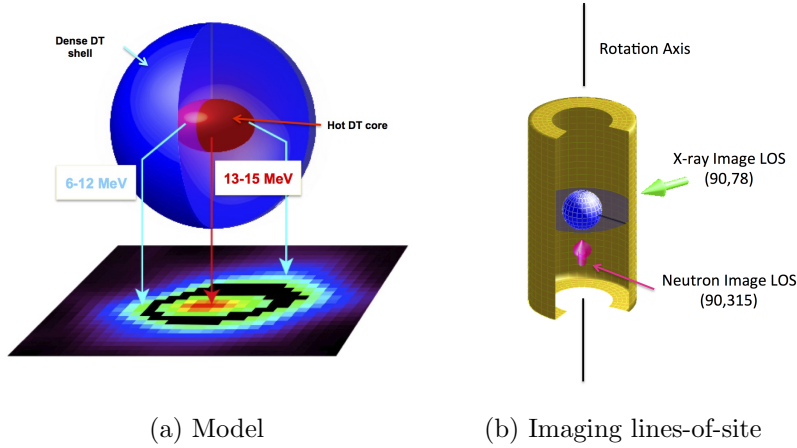 Dense DT
shell
Hot DT core
6-12 MeV
13-15 MeV
(a) Model
Rotation Axis
X-ray Image LOS
(90,78)
Neutron Image LOS
(90,315)
(b) Imaging lines-of-site